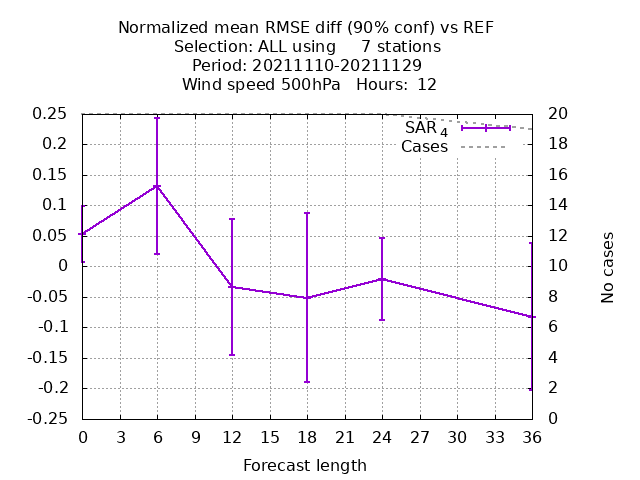 Normalized mean RMSE diff (90% conf) vs REF
Selection: ALL using 7 stations
Period: 20211110-20211129
Wind speed 500hPa Hours: 12
SAR 4
Cases
0.25
0.2
0.15
0.1
0.05
0
-0.05
-0.1
-0.15
-0.2
-0.25
20
18
16
14
12
10
8
6
4
2
0
No cases
0 3 6 9 12 15 18 21 24 27 30 33 36
Forecast length